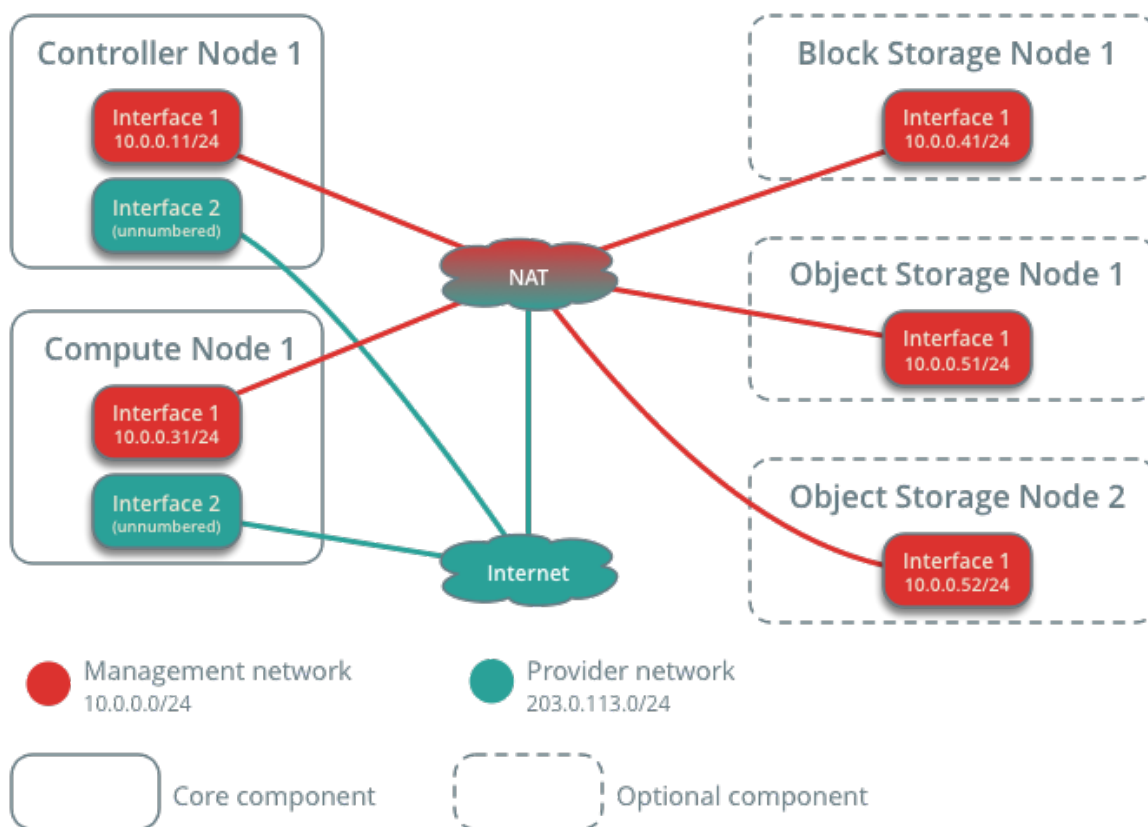 Controller Node 1
Interface 1
10.0.0.11/24
Interface 2
(unnumbered)
Compute Node 1
Interface 1
10.0.0.31/24
Interface 2
(unnumbered)
NAT
Internet
Block Storage Node 1
Interface 1
10.0.0.41/24
Object Storage Node 1
Interface 1
10.0.0.51/24
Object Storage Node 2
Interface 1
10.0.0.52/24
Management network
10.0.0.0/24
Provider network
203.0.113.0/24
Core component
Optional component